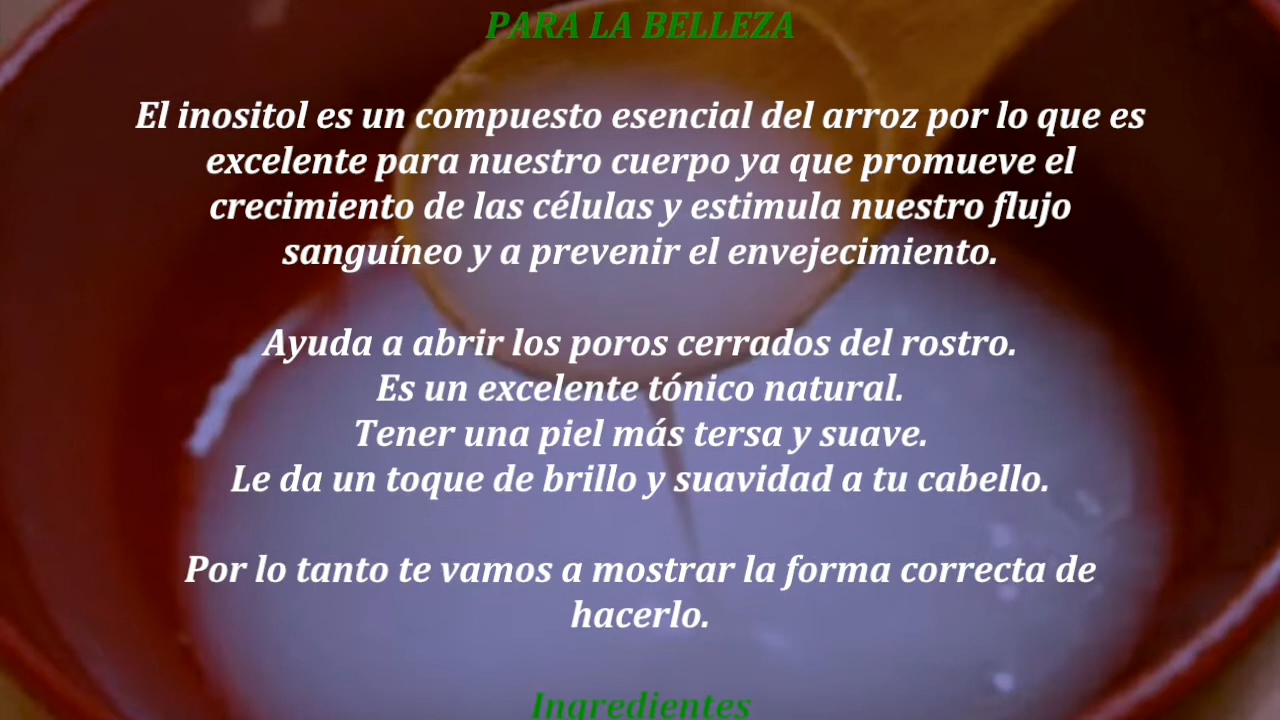 PARA LA BELLEZA
El inositol es un compuesto esencial del arroz por lo que es
excelente para nuestro cuerpo ya que promueve el
crecimiento de las células y estimula nuestro flujo
sanguíneo y a prevenir el envejecimiento.
Ayuda a abrir los poros cerrados del rostro.
Es un excelente tónico natural.
Tener una piel más tersa y suave.
Le da un toque de brillo y suavidad a tu cabello.
Por lo tanto te vamos a mostrar la forma correcta de
hacerlo.
Ingredientes